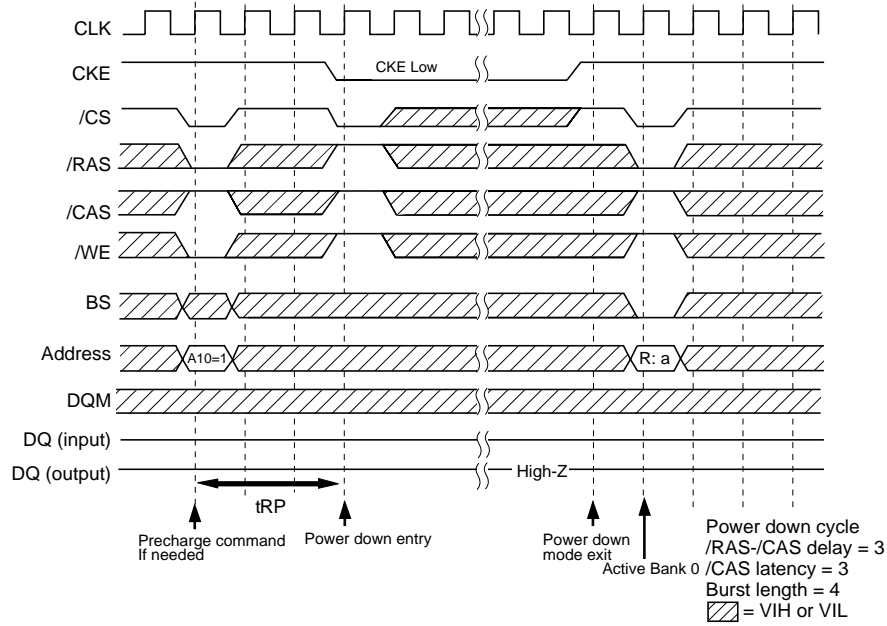 CLK
CKE
CKE Low
/CS
/RAS
/CAS
/WE
BS
Address
A10=1
R: a
DQM
DQ (input)
DQ (output)
High-Z
tRP
Precharge command
If needed
Power down entry
Power down
mode exit
Active Bank 0
Power down cycle
/RAS-/CAS delay = 3
/CAS latency = 3
Burst length = 4
= VIH or VIL